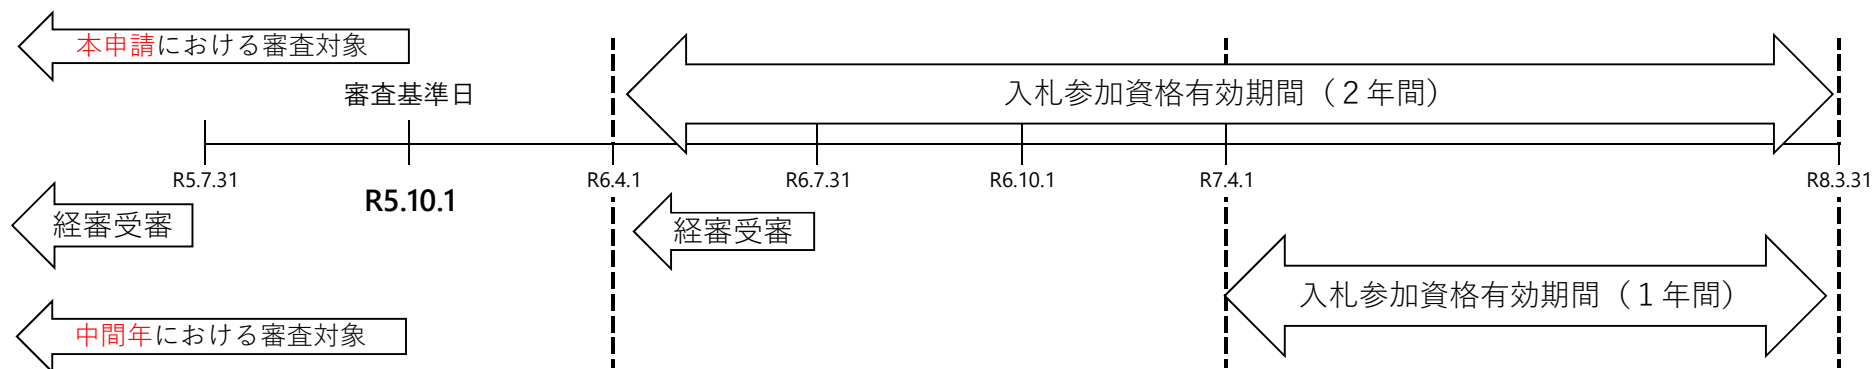 本申請における審査対象
審査基準日
入札参加資格有効期間（２年間）
R5.7.31
R5.10.1
R6.4.1
R6.7.31
R6.10.1
R7.4.1
R8.3.31
経審受審
経審受審
入札参加資格有効期間（１年間）
中間年における審査対象